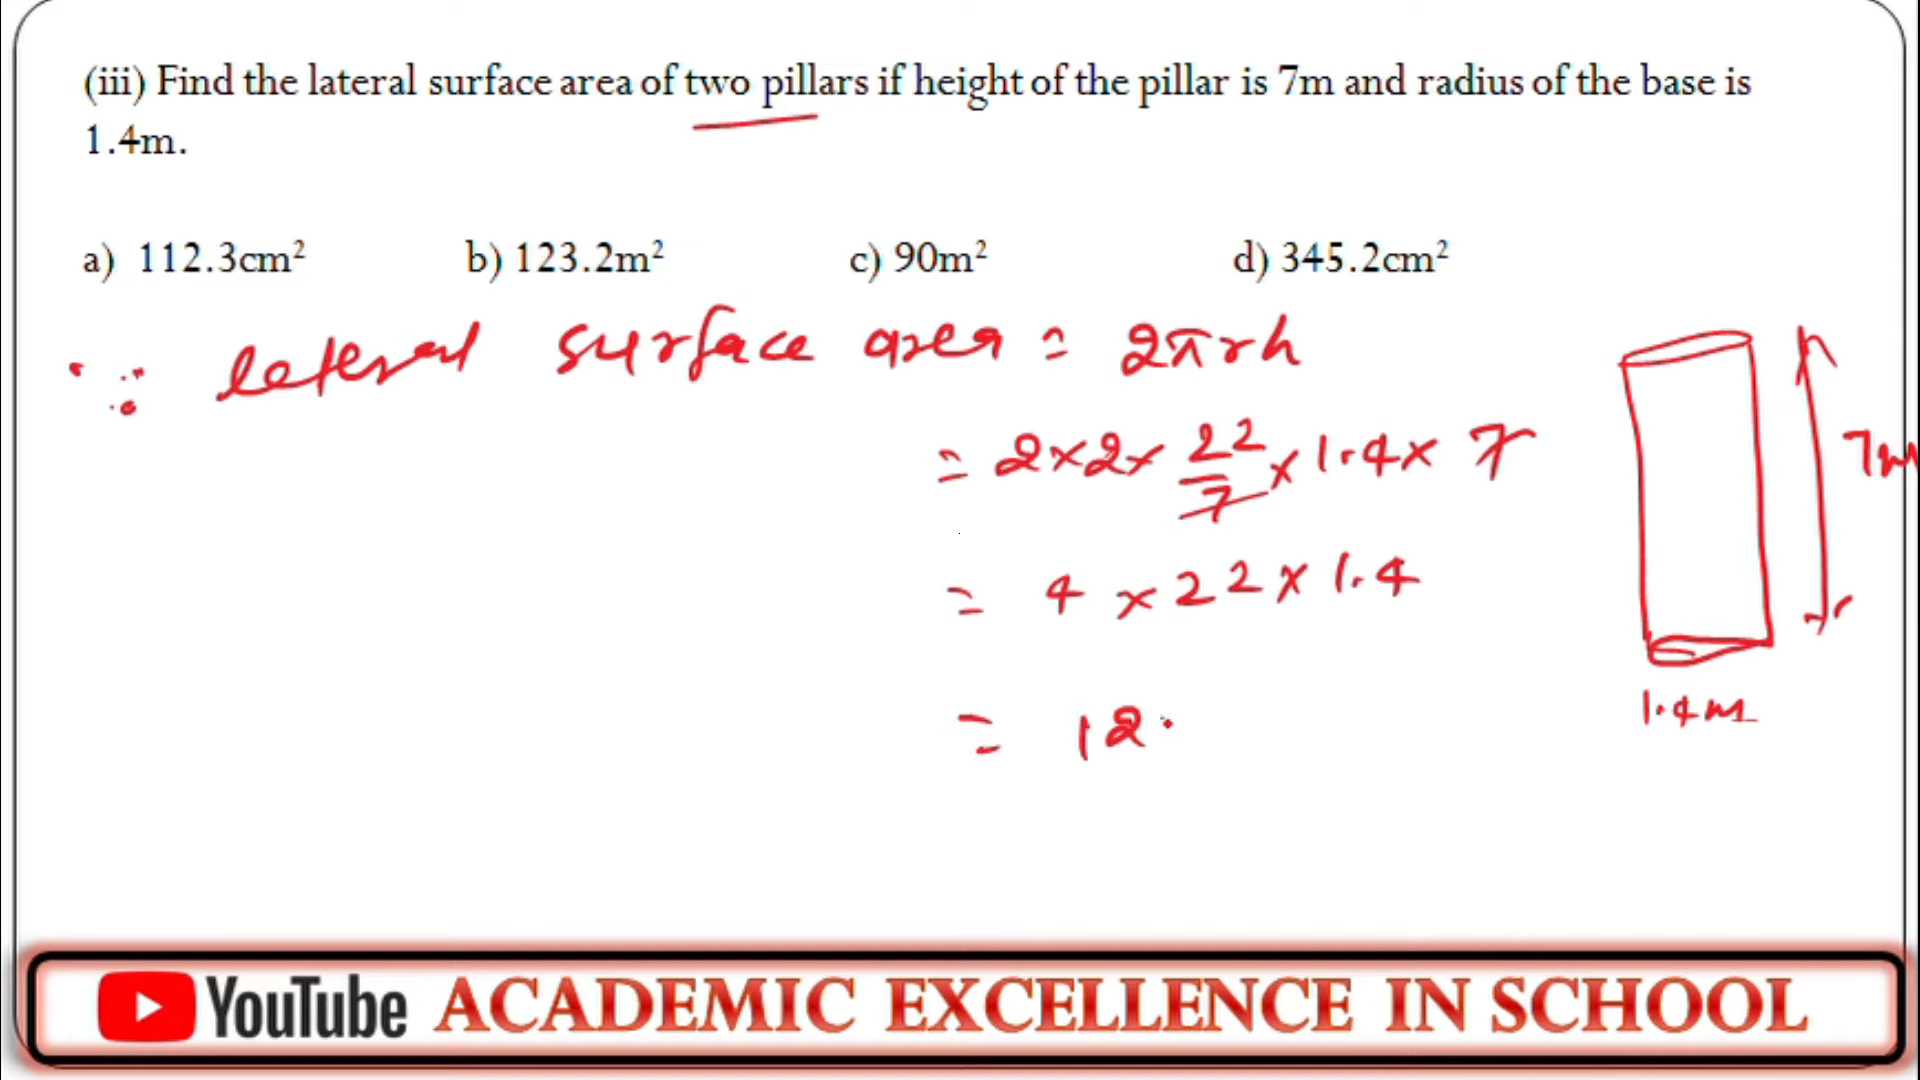 (iii) Find the lateral surface area of two pillars if height of the pillar is 7m and radius of the base is
1.4m.
a) 112.3cm² b) 123.2m² c) 90m² d) 345.2cm²
∵ lateral surface area = 2πrh
= 2×2× 22/7 ×1.4× 7
= 4 × 22 × 1.4
= 12.
7m
1.4m
YouTube ACADEMIC EXCELLENCE IN SCHOOL